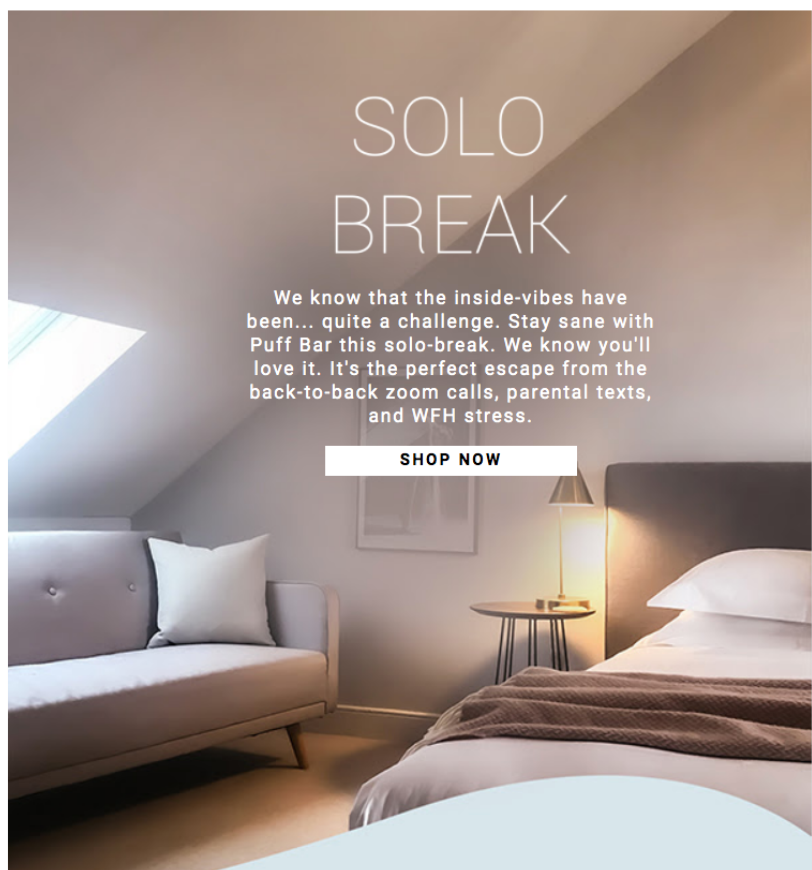 SOLO
BREAK
We know that the inside-vibes have
been... quite a challenge. Stay sane with
Puff Bar this solo-break. We know you'll
love it. It's the perfect escape from the
back-to-back zoom calls, parental texts,
and WFH stress.
SHOP NOW